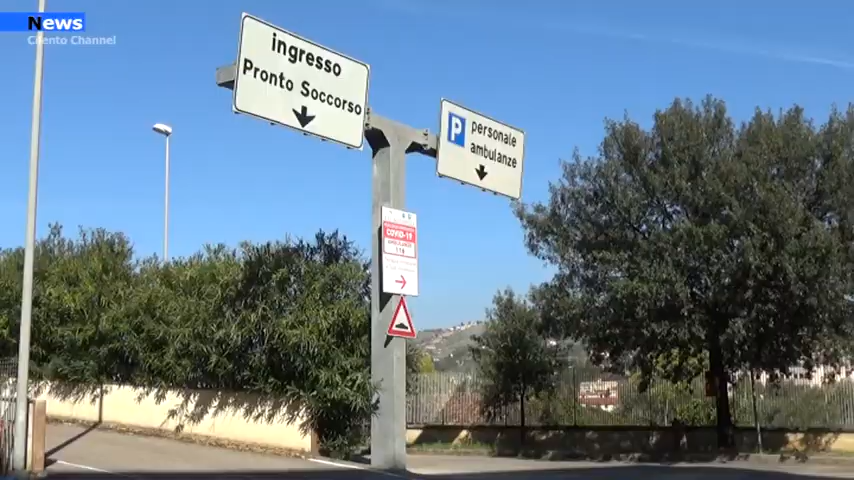 News
Cilento Channel
ingresso
Pronto Soccorso
P personale
ambulanze
COVID-19